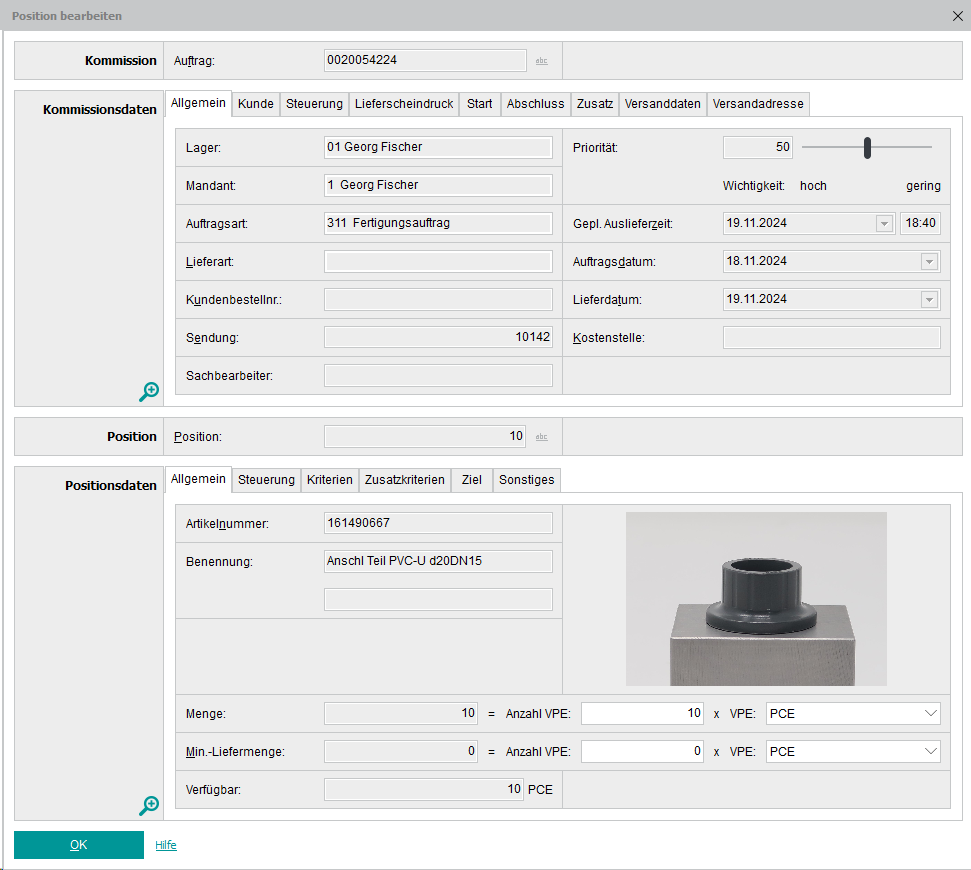 Position bearbeiten
Kommission Auftrag: 0020054224 abc
Kommissionsdaten Allgemein Kunde Steuerung Lieferscheindruck Start Abschluss Zusatz Versanddaten Versandadresse
Lager: 01 Georg Fischer Priorität: 50
Mandant: 1 Georg Fischer Wichtigkeit: hoch gering
Auftragsart: 311 Fertigungsauftrag Gepl. Auslieferzeit: 19.11.2024 18:40
Lieferart: Auftragsdatum: 18.11.2024
Kundenbestellnr.: Lieferdatum: 19.11.2024
Sendung: 10142 Kostenstelle:
Sachbearbeiter:
Position Position: 10 abc
Positionsdaten Allgemein Steuerung Kriterien Zusatzkriterien Ziel Sonstiges
Artikelnummer: 161490667
Benennung: Anschl Teil PVC-U d20DN15
Menge: 10 = Anzahl VPE: 10 x VPE: PCE
Min.-Liefermenge: 0 = Anzahl VPE: 0 x VPE: PCE
Verfügbar: 10 PCE
OK Hilfe